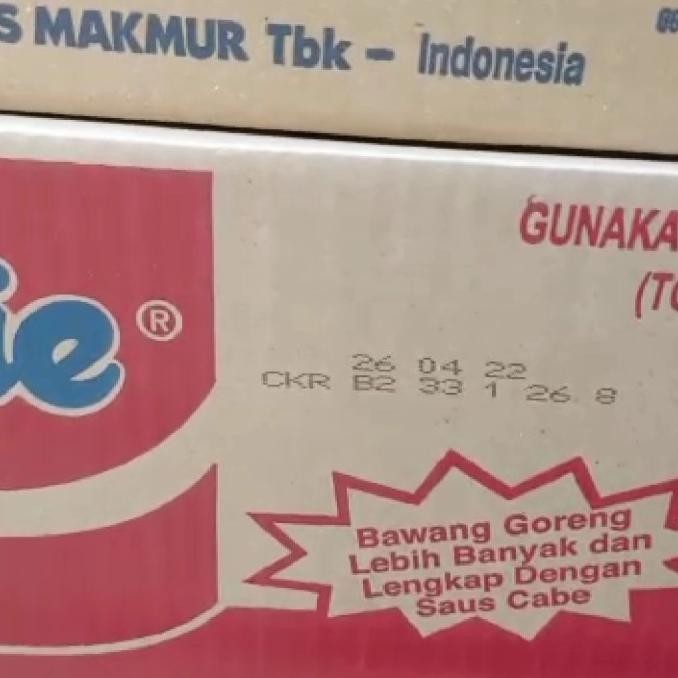 S MAKMUR Tbk - Indonesia
GUNAKA
(T
ie ®
26 04 22
CKR B2 33 1 26 8
Bawang Goreng
Lebih Banyak dan
Lengkap Dengan
Saus Cabe